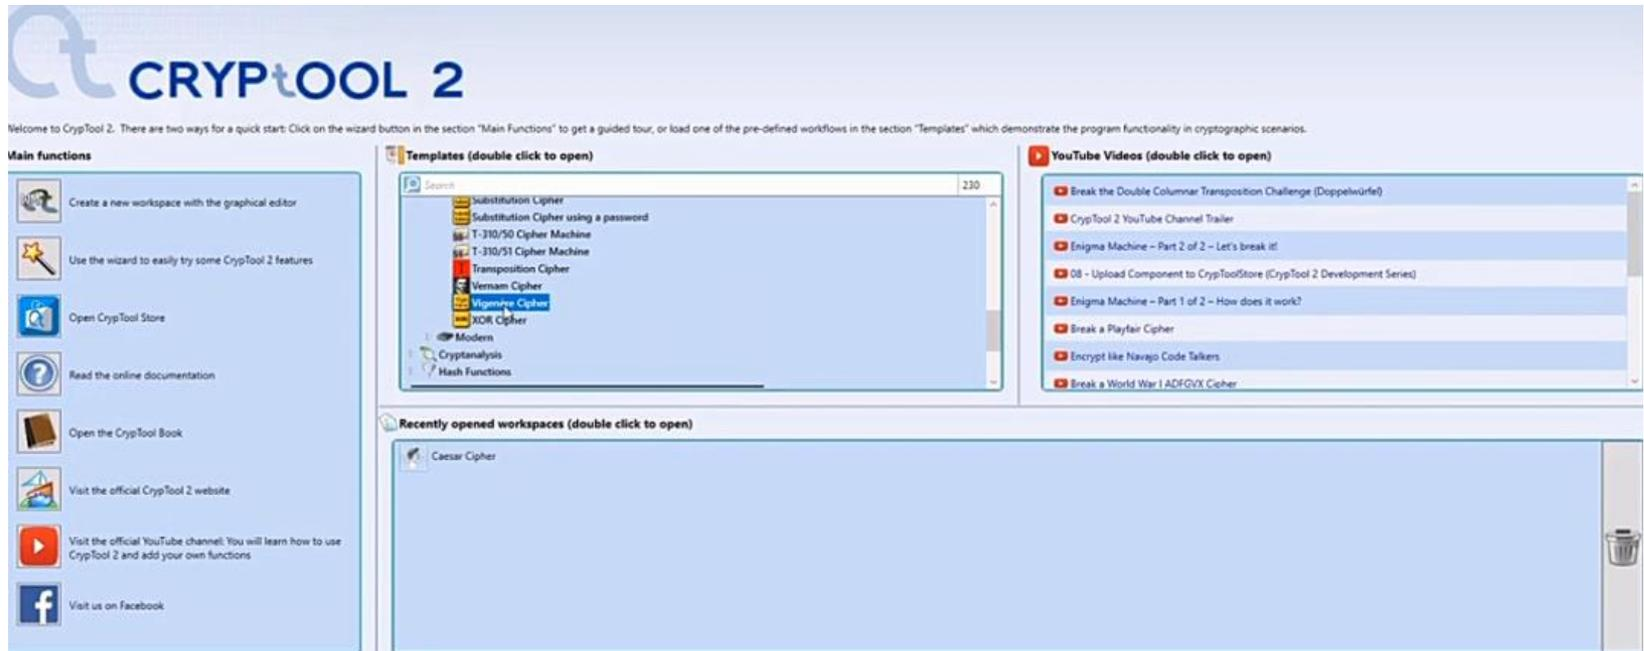 CRYPtOOL 2
Welcome to CrypTool 2. There are two ways for a quick start: Click on the wizard button in the section "Main Functions" to get a guided tour, or load one of the pre-defined workflows in the section "Templates" which demonstrate the program functionality in cryptographic scenarios.
Main functions
Create a new workspace with the graphical editor
Use the wizard to easily try some CrypTool 2 features
Open CrypTool Store
Read the online documentation
Open the CrypTool Book
Visit the official CrypTool 2 website
Visit the official YouTube channel: You will learn how to use
CrypTool 2 and add your own functions
Visit us on Facebook
Templates (double click to open)
Search 230
Substitution Cipher
Substitution Cipher using a password
T-310/50 Cipher Machine
T-310/51 Cipher Machine
Transposition Cipher
Vernam Cipher
Vigenère Cipher
XOR Cipher
Modern
Cryptanalysis
Hash Functions
YouTube Videos (double click to open)
Break the Double Columnar Transposition Challenge (Doppelwürfel)
CrypTool 2 YouTube Channel Trailer
Enigma Machine – Part 2 of 2 – Let's break it!
08 - Upload Component to CrypToolStore (CrypTool 2 Development Series)
Enigma Machine – Part 1 of 2 – How does it work?
Break a Playfair Cipher
Encrypt like Navajo Code Talkers
Break a World War I ADFGVX Cipher
Recently opened workspaces (double click to open)
Caesar Cipher